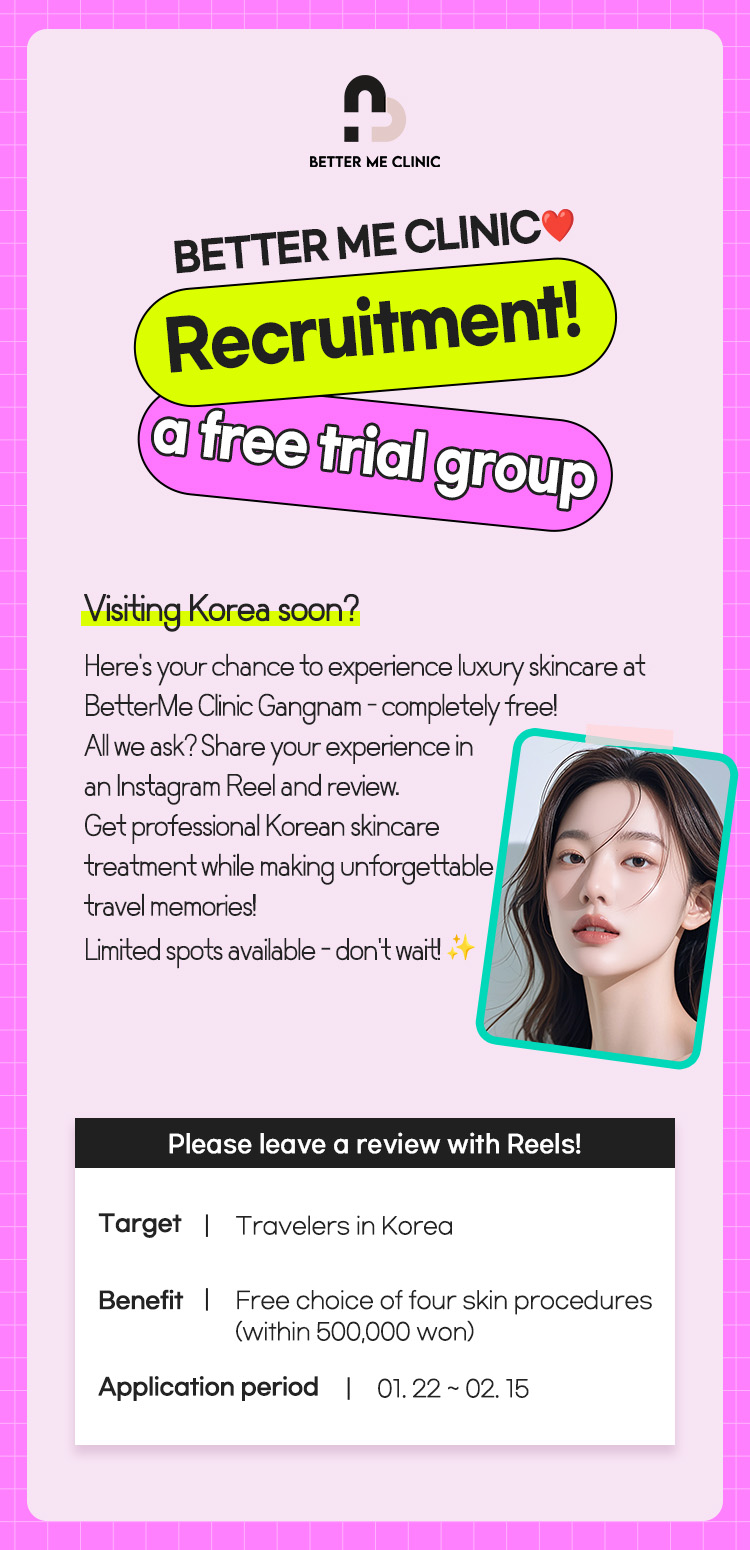 BETTER ME CLINIC
BETTER ME CLINIC❤️
Recruitment!
a free trial group
Visiting Korea soon?
Here's your chance to experience luxury skincare at
BetterMe Clinic Gangnam - completely free!
All we ask? Share your experience in
an Instagram Reel and review.
Get professional Korean skincare
treatment while making unforgettable
travel memories!
Limited spots available - don't wait! ✨
Please leave a review with Reels!
Target | Travelers in Korea
Benefit | Free choice of four skin procedures
(within 500,000 won)
Application period | 01. 22 ~ 02. 15